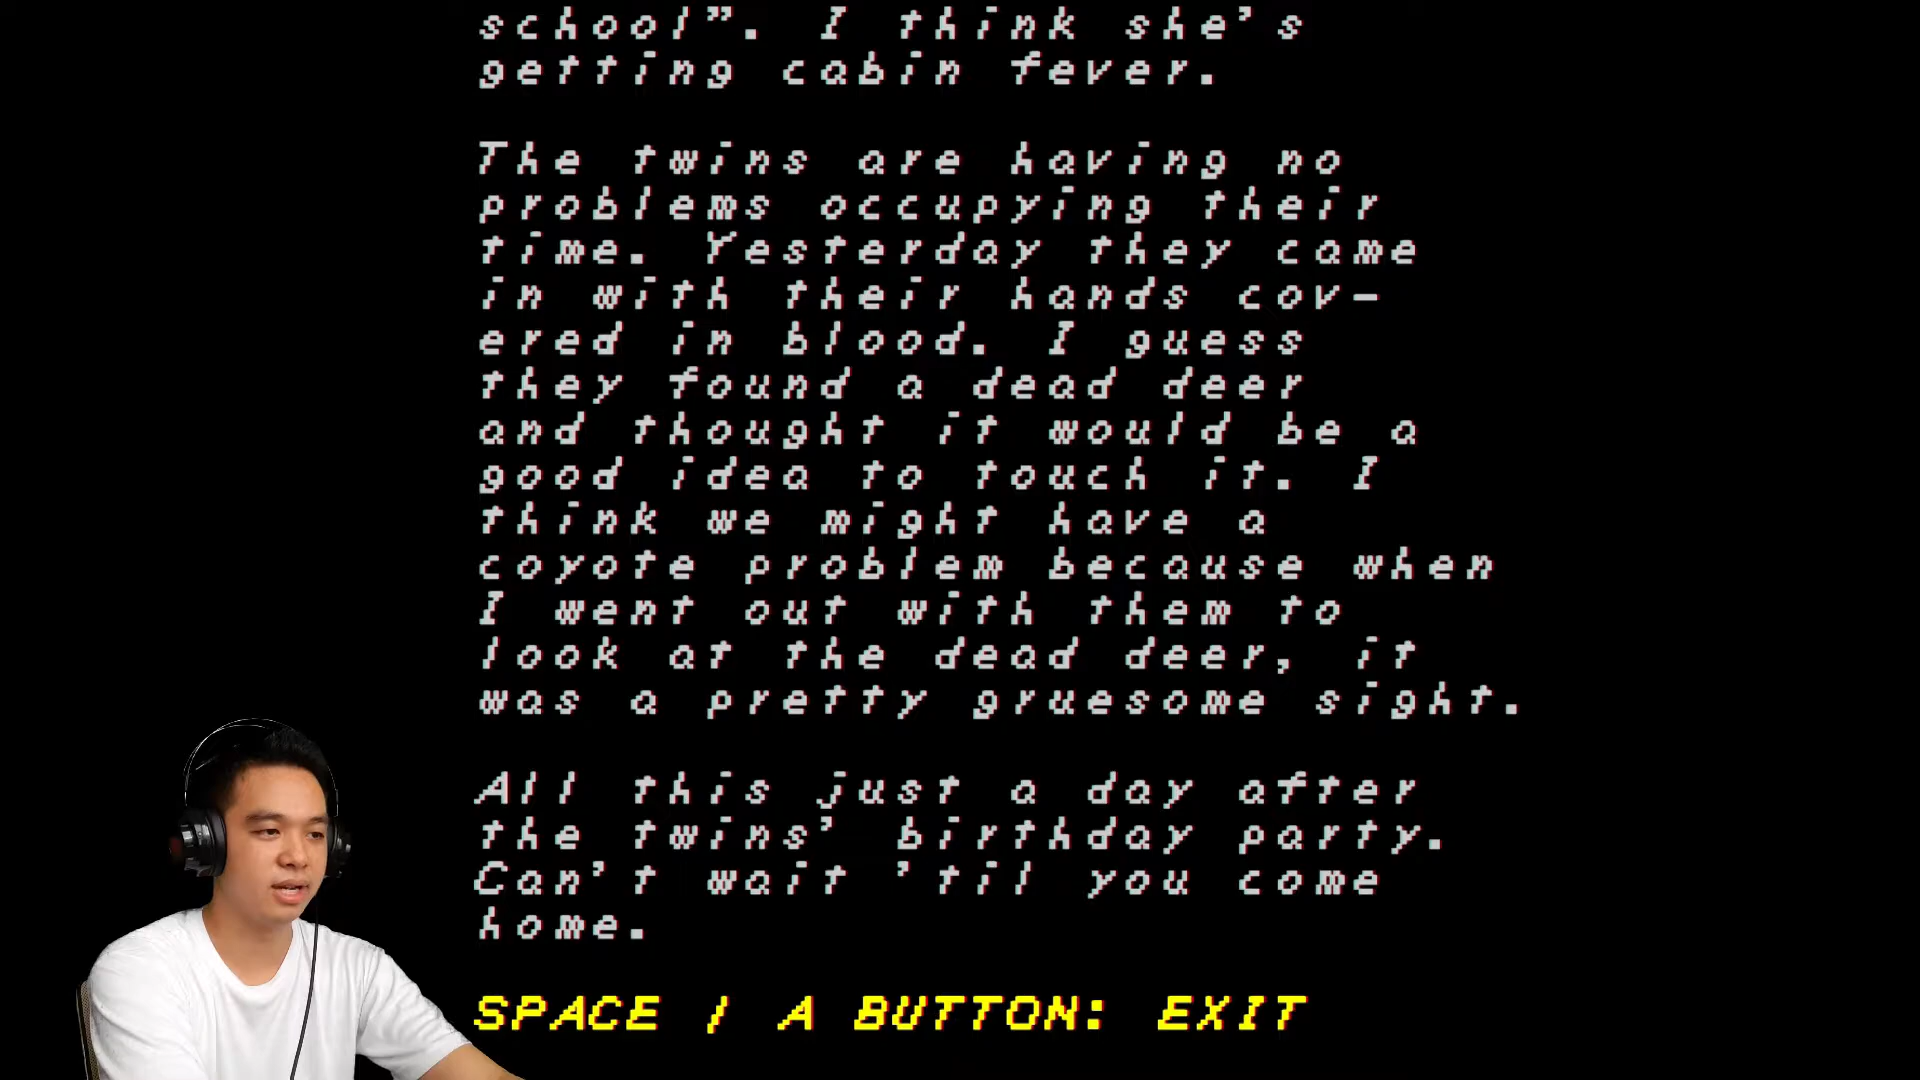 school”. I think she’s
getting cabin fever.
The twins are having no
problems occupying their
time. Yesterday they came
in with their hands cov-
ered in blood. I guess
they found a dead deer
and thought it would be a
good idea to touch it. I
think we might have a
coyote problem because when
I went out with them to
look at the dead deer, it
was a pretty gruesome sight.
All this just a day after
the twins’ birthday party.
Can’t wait ’til you come
home.
SPACE / A BUTTON: EXIT